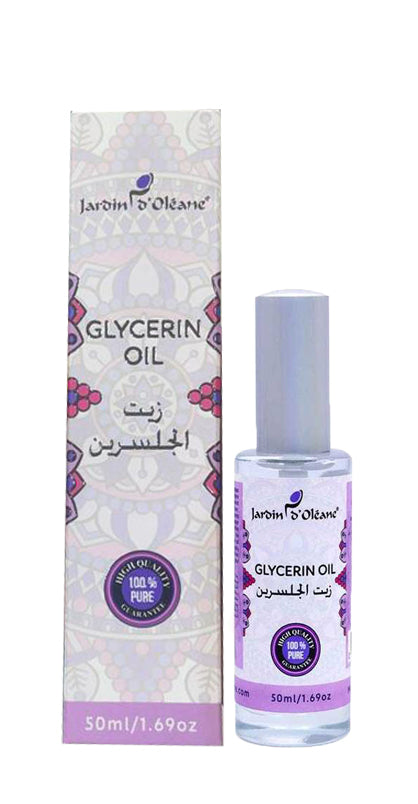 Jardin d'Oléane®
GLYCERIN
OIL
زيت
الجلسرين
HIGH QUALITY
100%
PURE
GUARANTEE
50ml/1.69oz
Jardin d'Oléane®
GLYCERIN OIL
زيت الجلسرين
HIGH QUALITY
100 %
PURE
GUARANTEE
.com
50ml/1.69oz